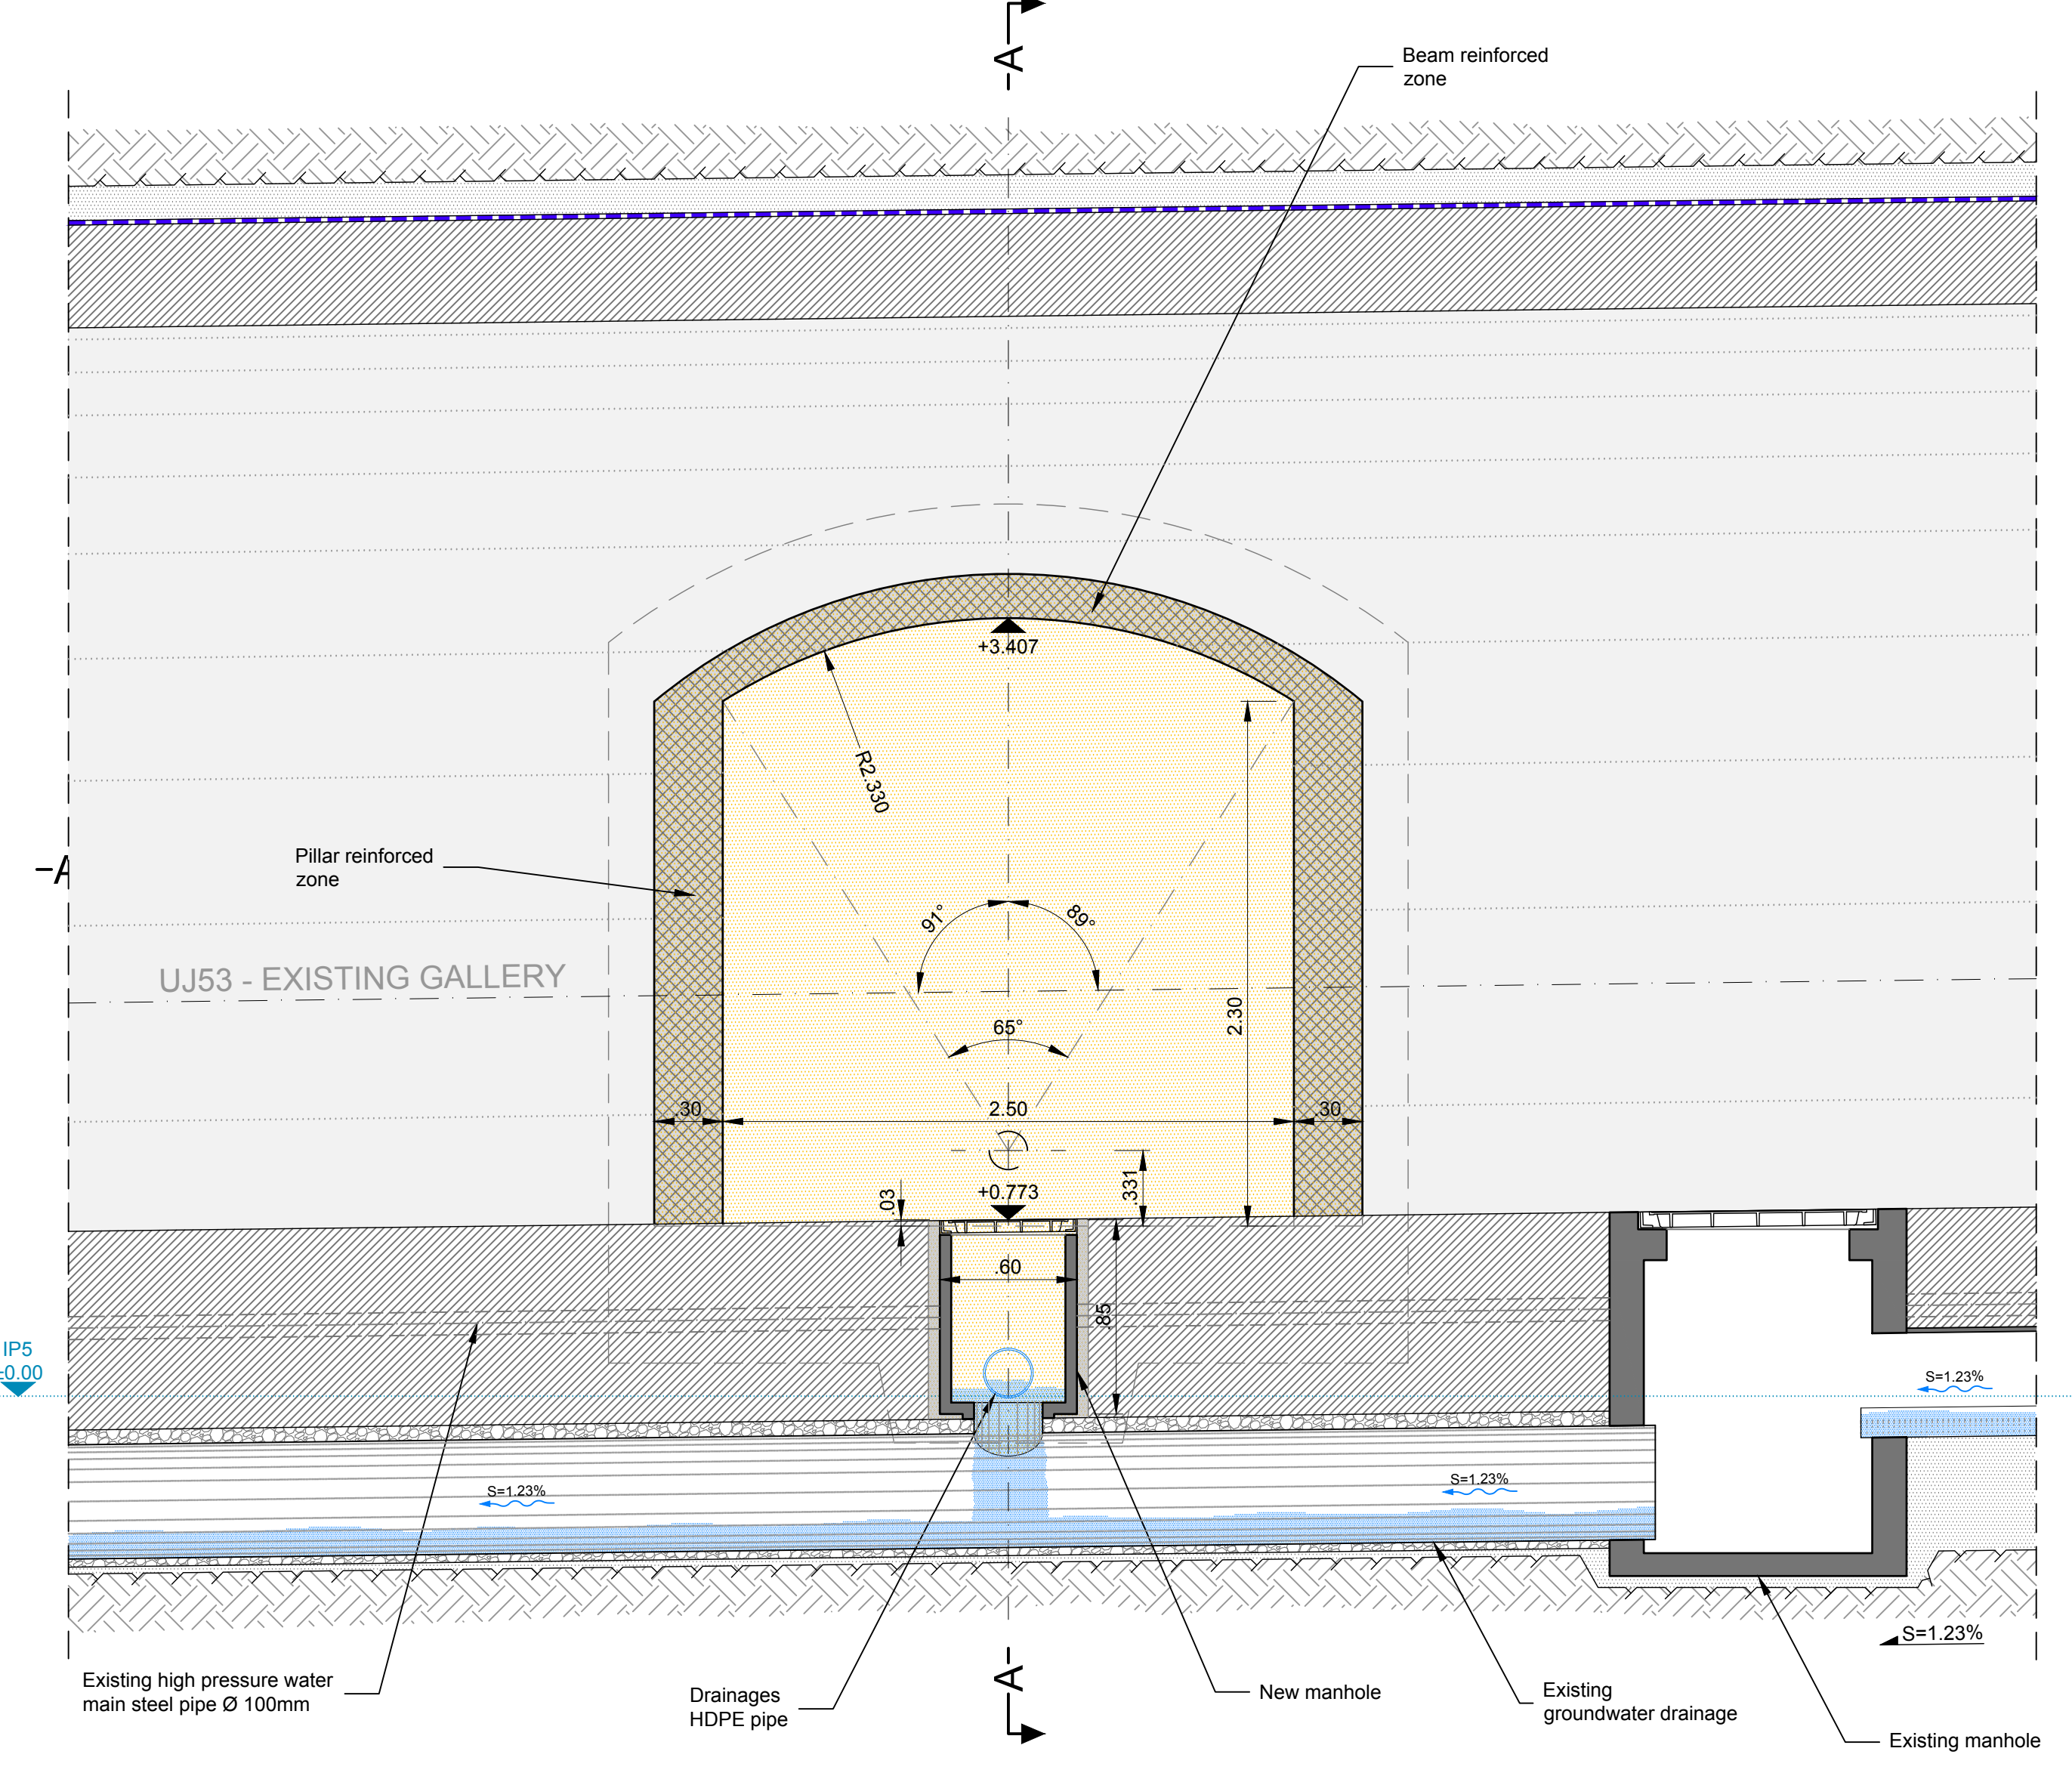 A
Beam reinforced
zone
+3.407
R2.330
Pillar reinforced
zone
A
91°
89°
UJ53 - EXISTING GALLERY
65°
2.30
.30
2.50
.30
.03
+0.773
.331
.60
.85
IP5
±0.00
S=1.23%
S=1.23%
S=1.23%
S=1.23%
Existing high pressure water
main steel pipe Ø 100mm
Drainages
HDPE pipe
A
New manhole
Existing
groundwater drainage
Existing manhole